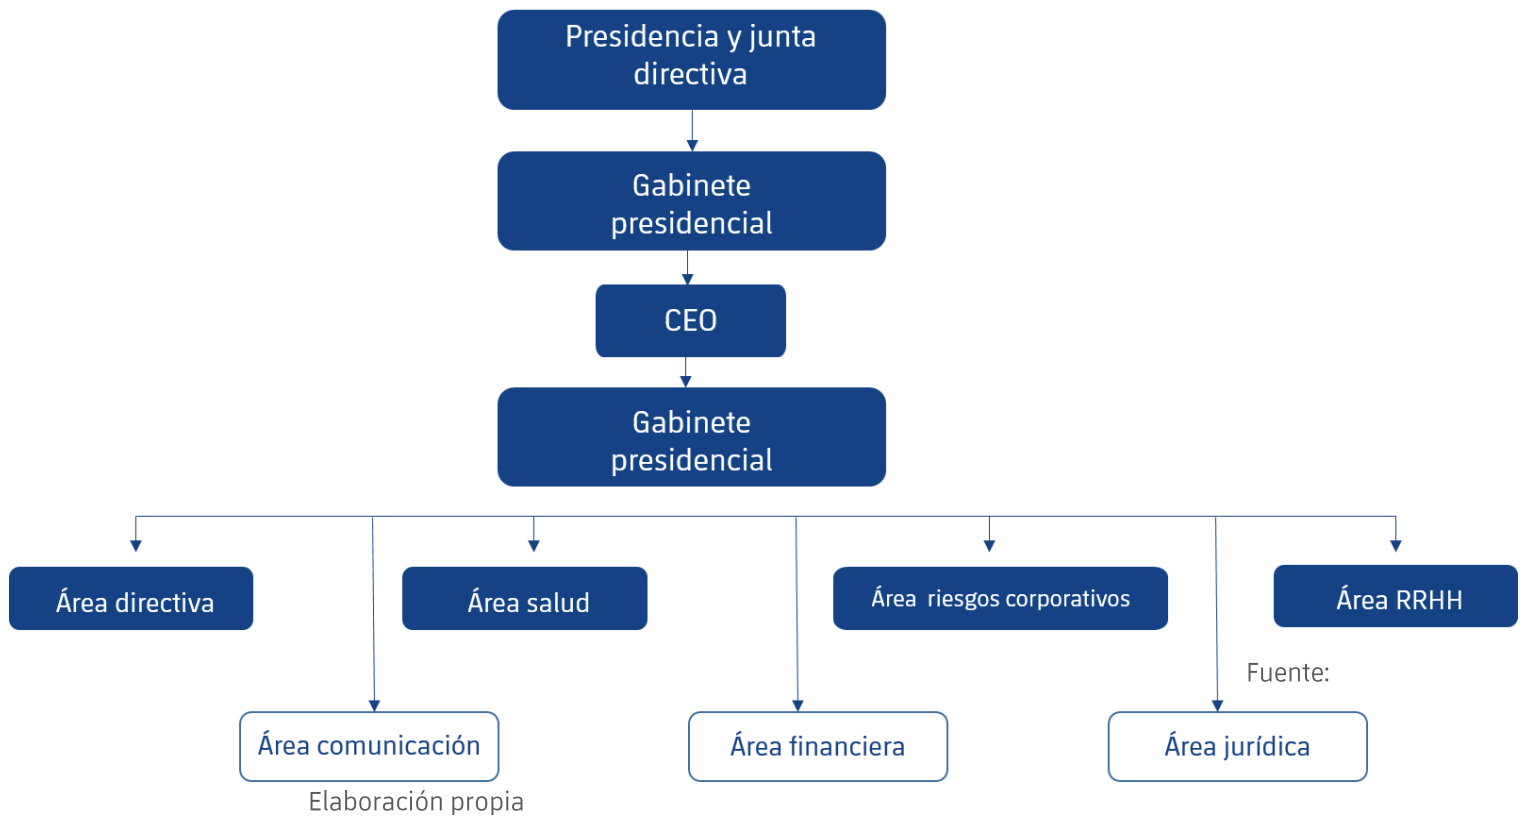 Presidencia y junta
directiva
Gabinete
presidencial
CEO
Gabinete
presidencial
Área directiva
Área salud
Área riesgos corporativos
Área RRHH
Fuente:
Área comunicación
Área financiera
Área jurídica
Elaboración propia